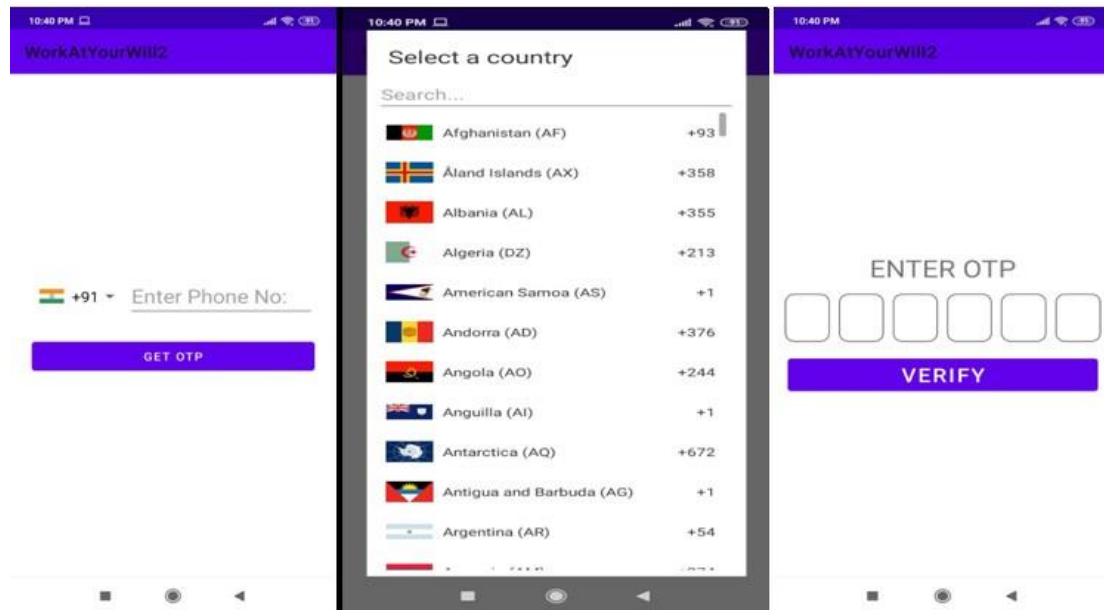 10:40 PM
91
WorkAtYourWill2
+91
Enter Phone No:
GET OTP
10:40 PM
91
Select a country
Search...
Afghanistan (AF) +93
Åland Islands (AX) +358
Albania (AL) +355
Algeria (DZ) +213
American Samoa (AS) +1
Andorra (AD) +376
Angola (AO) +244
Anguilla (AI) +1
Antarctica (AQ) +672
Antigua and Barbuda (AG) +1
Argentina (AR) +54
10:40 PM
91
WorkAtYourWill2
ENTER OTP
VERIFY